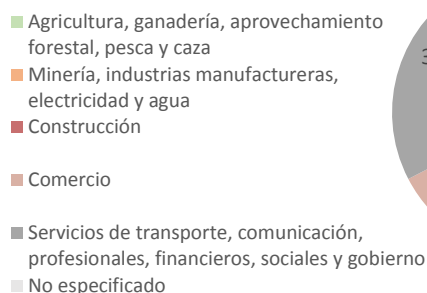 Agricultura, ganadería, aprovechamiento
forestal, pesca y caza
Minería, industrias manufactureras,
electricidad y agua
Construcción
Comercio
Servicios de transporte, comunicación,
profesionales, financieros, sociales y gobierno
No especificado